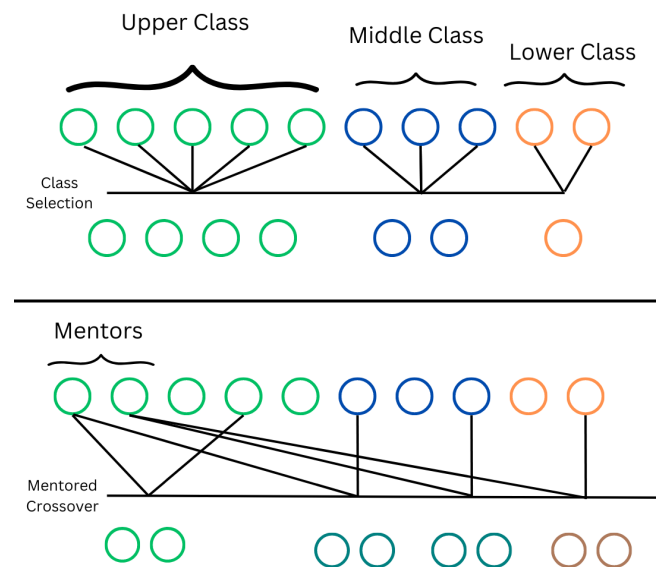 Upper Class
Middle Class
Lower Class
Class
Selection
Mentors
Mentored
Crossover